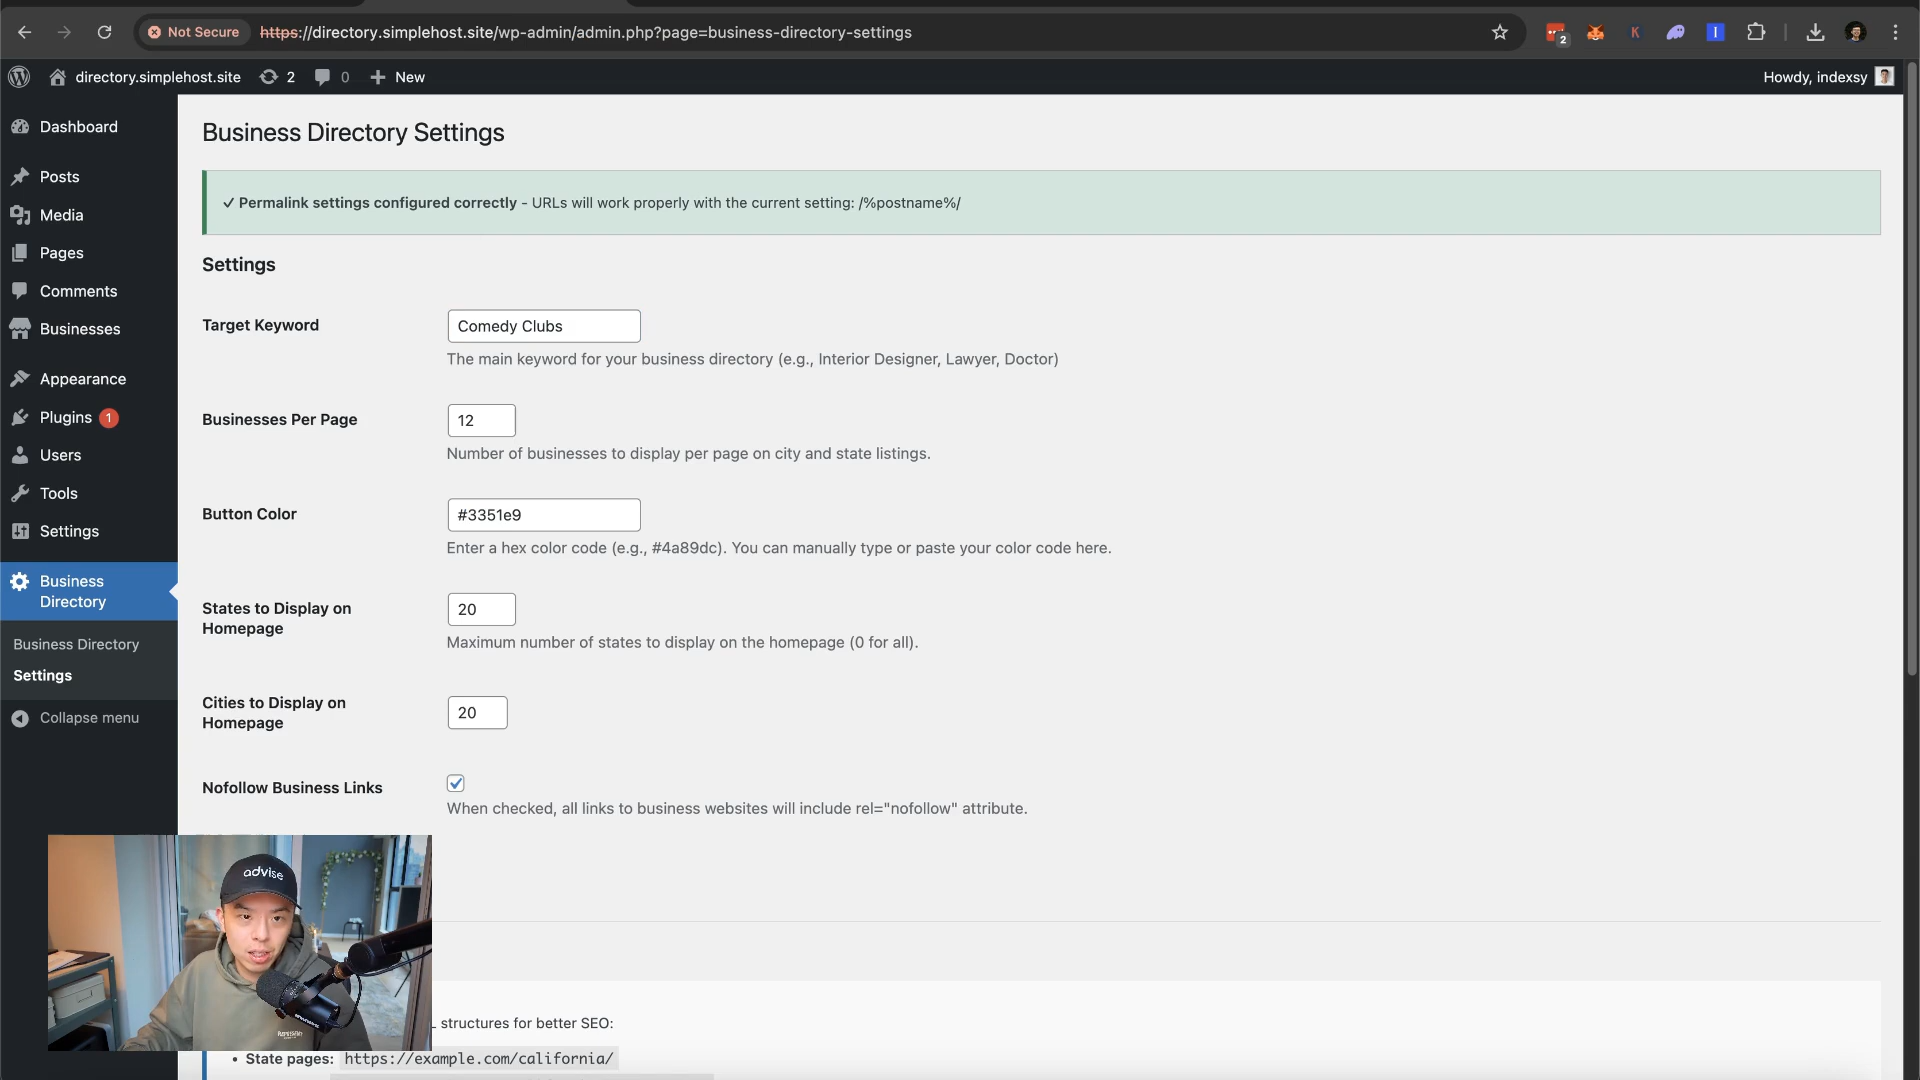 Not Secure
https://directory.simplehost.site/wp-admin/admin.php?page=business-directory-settings
2
K
directory.simplehost.site
2
0
New
Howdy, indexsy
Dashboard
Posts
Media
Pages
Comments
Businesses
Appearance
Plugins 1
Users
Tools
Settings
Business
Directory
Business Directory
Settings
Collapse menu
Business Directory Settings
✓ Permalink settings configured correctly - URLs will work properly with the current setting: /%postname%/
Settings
Target Keyword
Comedy Clubs
The main keyword for your business directory (e.g., Interior Designer, Lawyer, Doctor)
Businesses Per Page
12
Number of businesses to display per page on city and state listings.
Button Color
#3351e9
Enter a hex color code (e.g., #4a89dc). You can manually type or paste your color code here.
States to Display on
Homepage
20
Maximum number of states to display on the homepage (0 for all).
Cities to Display on
Homepage
20
Nofollow Business Links
When checked, all links to business websites will include rel="nofollow" attribute.
advise
structures for better SEO:
• State pages: https://example.com/california/